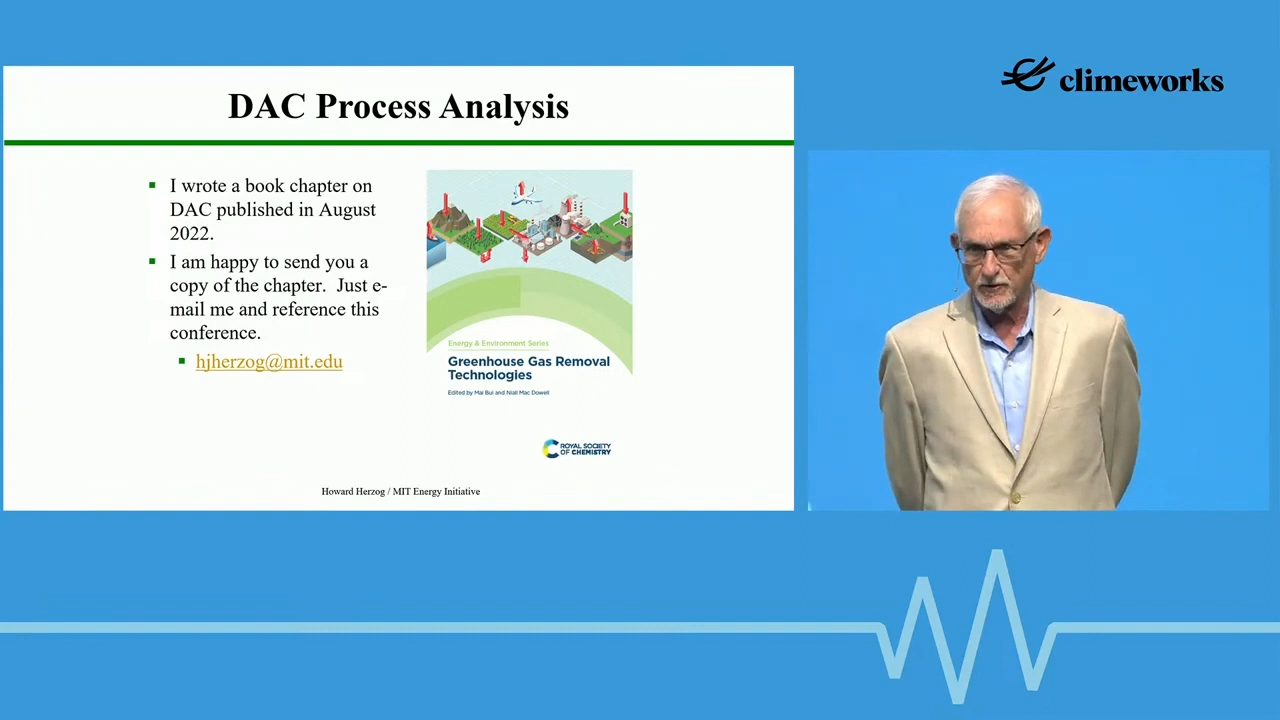 climeworks
DAC Process Analysis
I wrote a book chapter on
DAC published in August
2022.
I am happy to send you a
copy of the chapter. Just e-
mail me and reference this
conference.
hjherzog@mit.edu
Energy & Environment Series
Greenhouse Gas Removal
Technologies
Edited by Mai Bui and Niall Mac Dowell
ROYAL SOCIETY
OF CHEMISTRY
Howard Herzog / MIT Energy Initiative